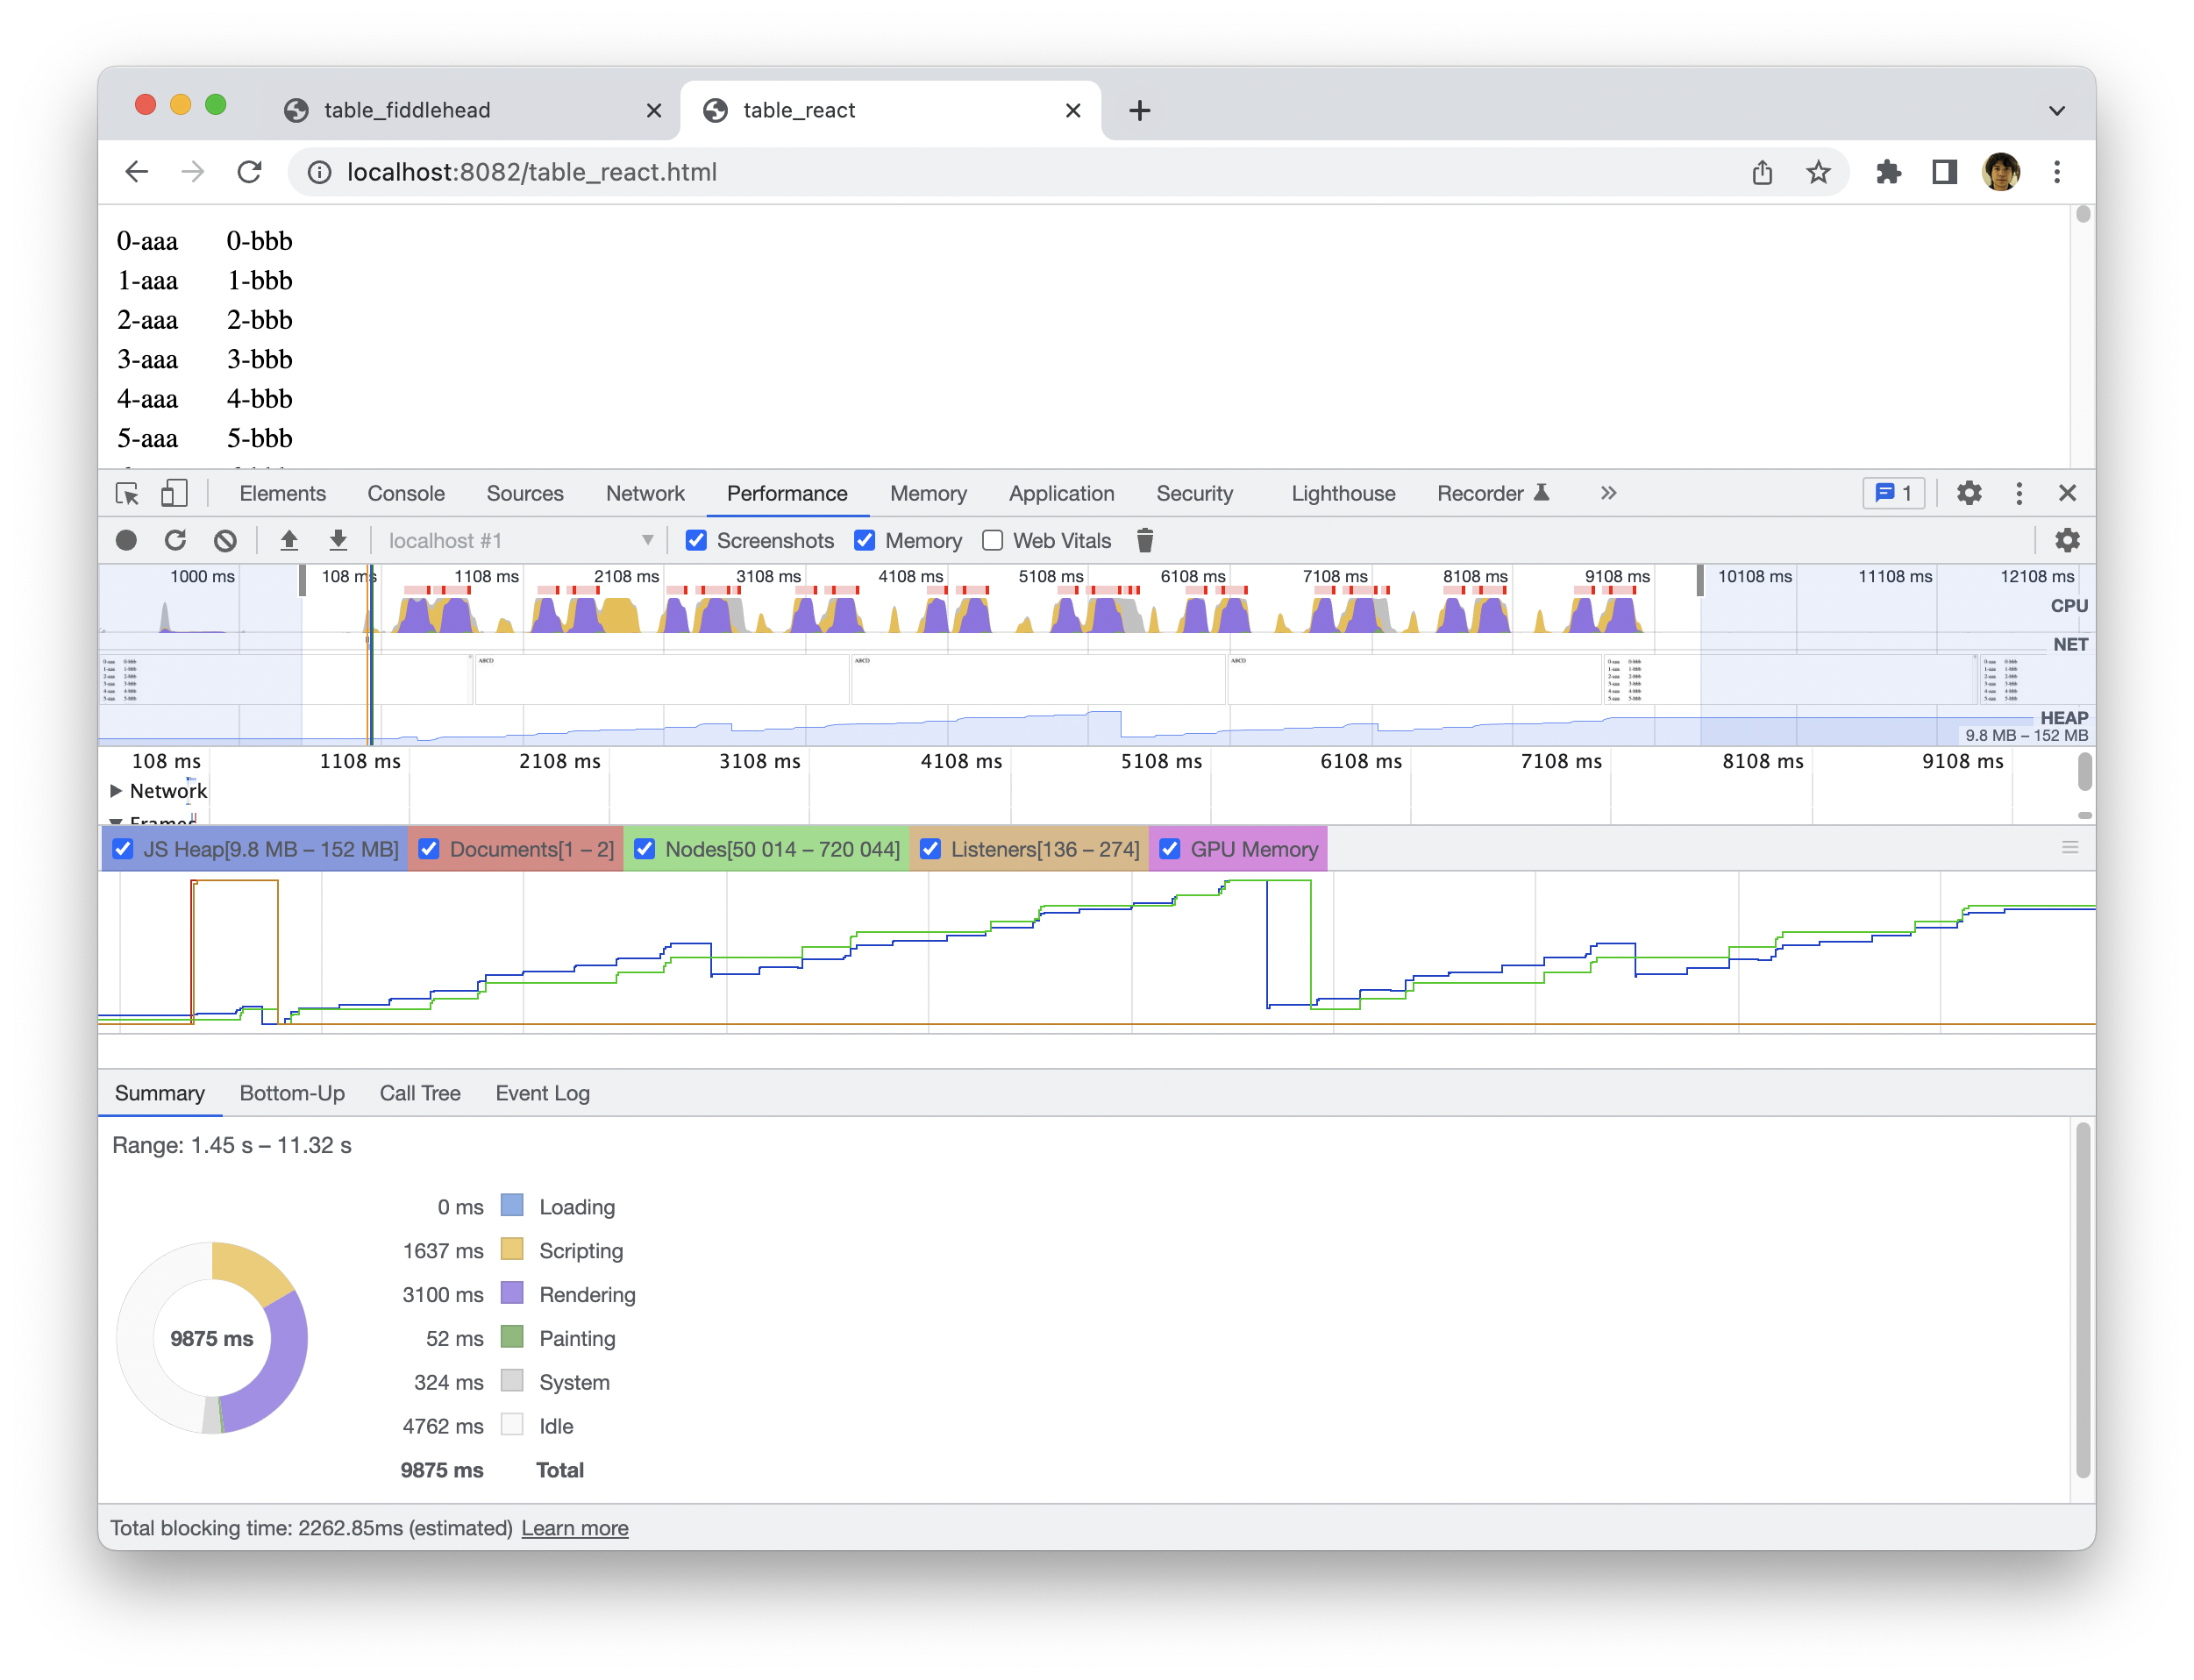 table_fiddlehead
table_react
localhost:8082/table_react.html
0-aaa 0-bbb
1-aaa 1-bbb
2-aaa 2-bbb
3-aaa 3-bbb
4-aaa 4-bbb
5-aaa 5-bbb
Elements Console Sources Network Performance Memory Application Security Lighthouse Recorder 1
localhost #1 Screenshots Memory Web Vitals
1000 ms 108 ms 1108 ms 2108 ms 3108 ms 4108 ms 5108 ms 6108 ms 7108 ms 8108 ms 9108 ms 10108 ms 11108 ms 12108 ms
CPU
NET
ABCD ABCD ABCD
HEAP
9.8 MB – 152 MB
108 ms 1108 ms 2108 ms 3108 ms 4108 ms 5108 ms 6108 ms 7108 ms 8108 ms 9108 ms
Network
Frames
JS Heap[9.8 MB – 152 MB] Documents[1 – 2] Nodes[50 014 – 720 044] Listeners[136 – 274] GPU Memory
Summary Bottom-Up Call Tree Event Log
Range: 1.45 s – 11.32 s
0 ms Loading
1637 ms Scripting
3100 ms Rendering
9875 ms
52 ms Painting
324 ms System
4762 ms Idle
9875 ms Total
Total blocking time: 2262.85ms (estimated) Learn more